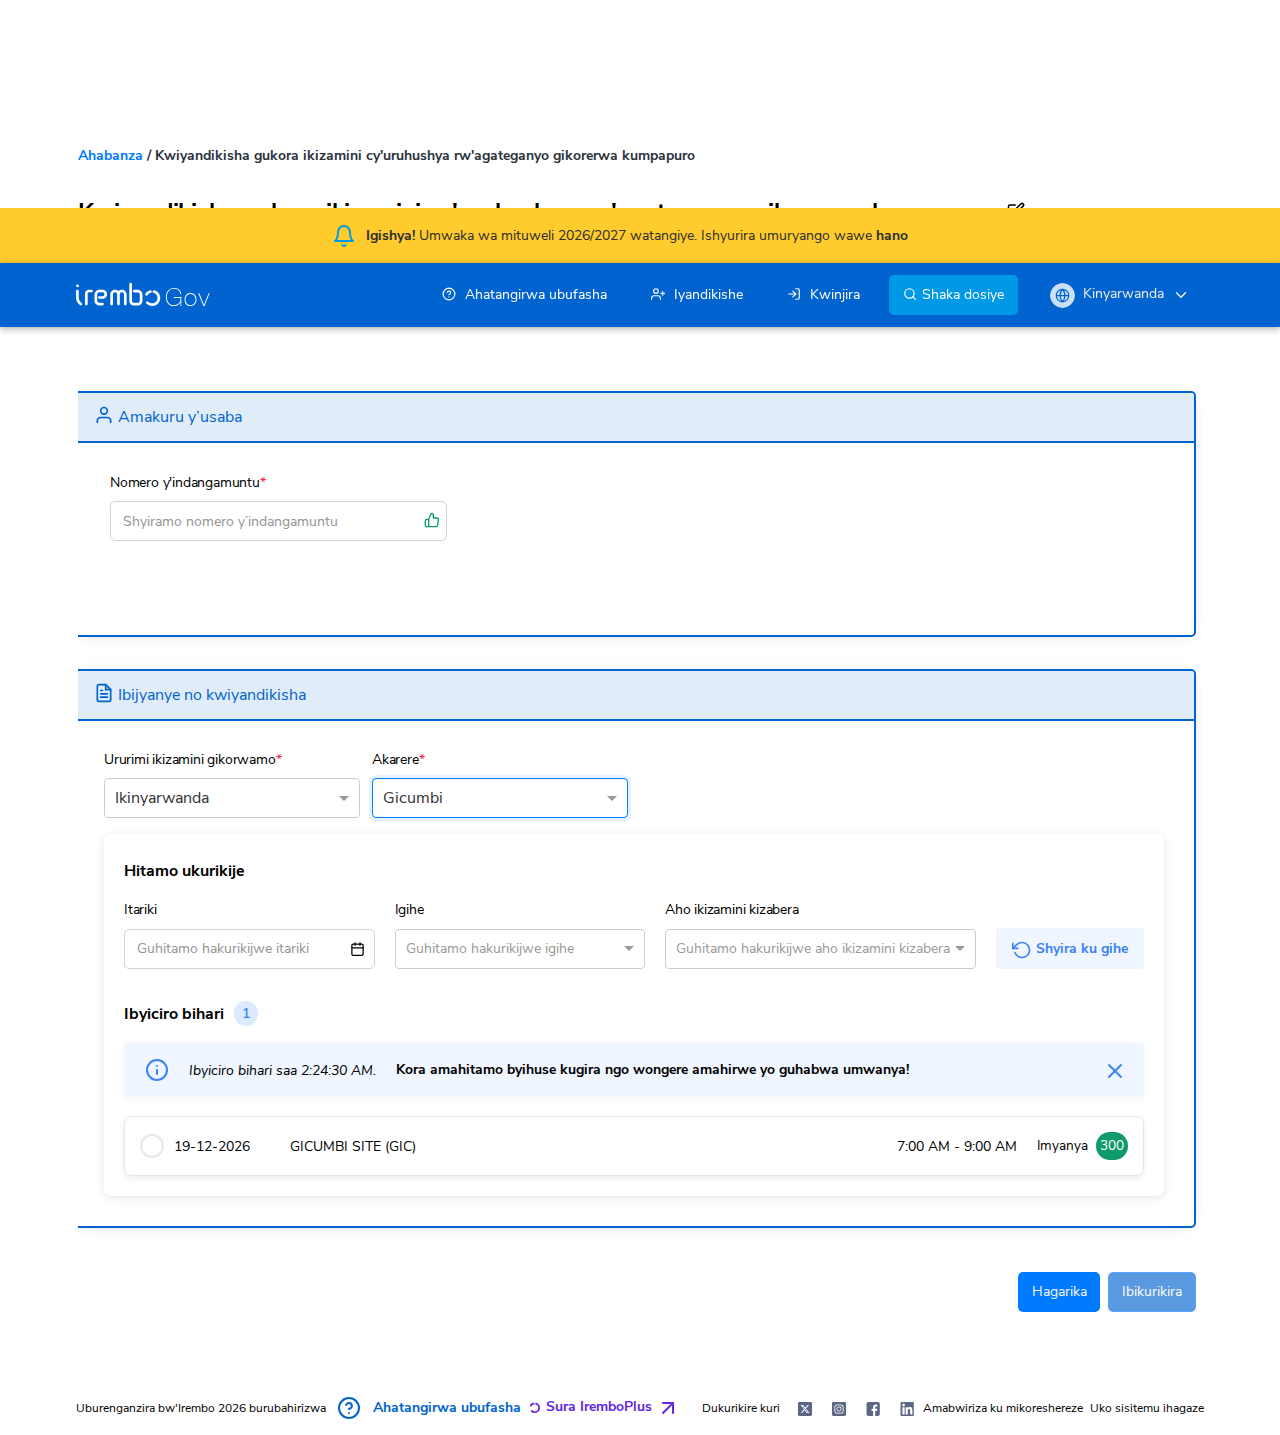 Ahabanza / Kwiyandikisha gukora ikizamini cy'uruhushya rw'agateganyo gikorerwa kumpapuro
Igishya! Umwaka wa mituweli 2026/2027 watangiye. Ishyurira umuryango wawe hano
irembo Gov
Ahatangirwa ubufasha
Iyandikishe
Kwinjira
Shaka dosiye
Kinyarwanda
Amakuru y’usaba
Nomero y'indangamuntu*
Shyiramo nomero y’indangamuntu
Ibijyanye no kwiyandikisha
Ururimi ikizamini gikorwamo* Akarere*
Ikinyarwanda Gicumbi
Hitamo ukurikije
Itariki Igihe Aho ikizamini kizabera
Guhitamo hakurikijwe itariki Guhitamo hakurikijwe igihe Guhitamo hakurikijwe aho ikizamini kizabera Shyira ku gihe
Ibyiciro bihari 1
Ibyiciro bihari saa 2:24:30 AM. Kora amahitamo byihuse kugira ngo wongere amahirwe yo guhabwa umwanya!
19-12-2026 GICUMBI SITE (GIC) 7:00 AM - 9:00 AM Imyanya 300
Hagarika Ibikurikira
Uburenganzira bw'Irembo 2026 burubahirizwa Ahatangirwa ubufasha Sura IremboPlus Dukurikire kuri Amabwiriza ku mikoreshereze Uko sisitemu ihagaze